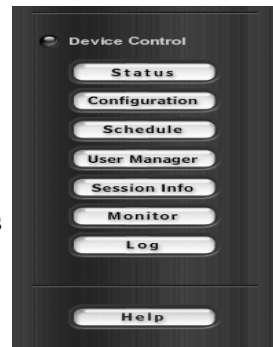 Device Control
Status
Configuration
Schedule
User Manager
Session Info
Monitor
Log
Help